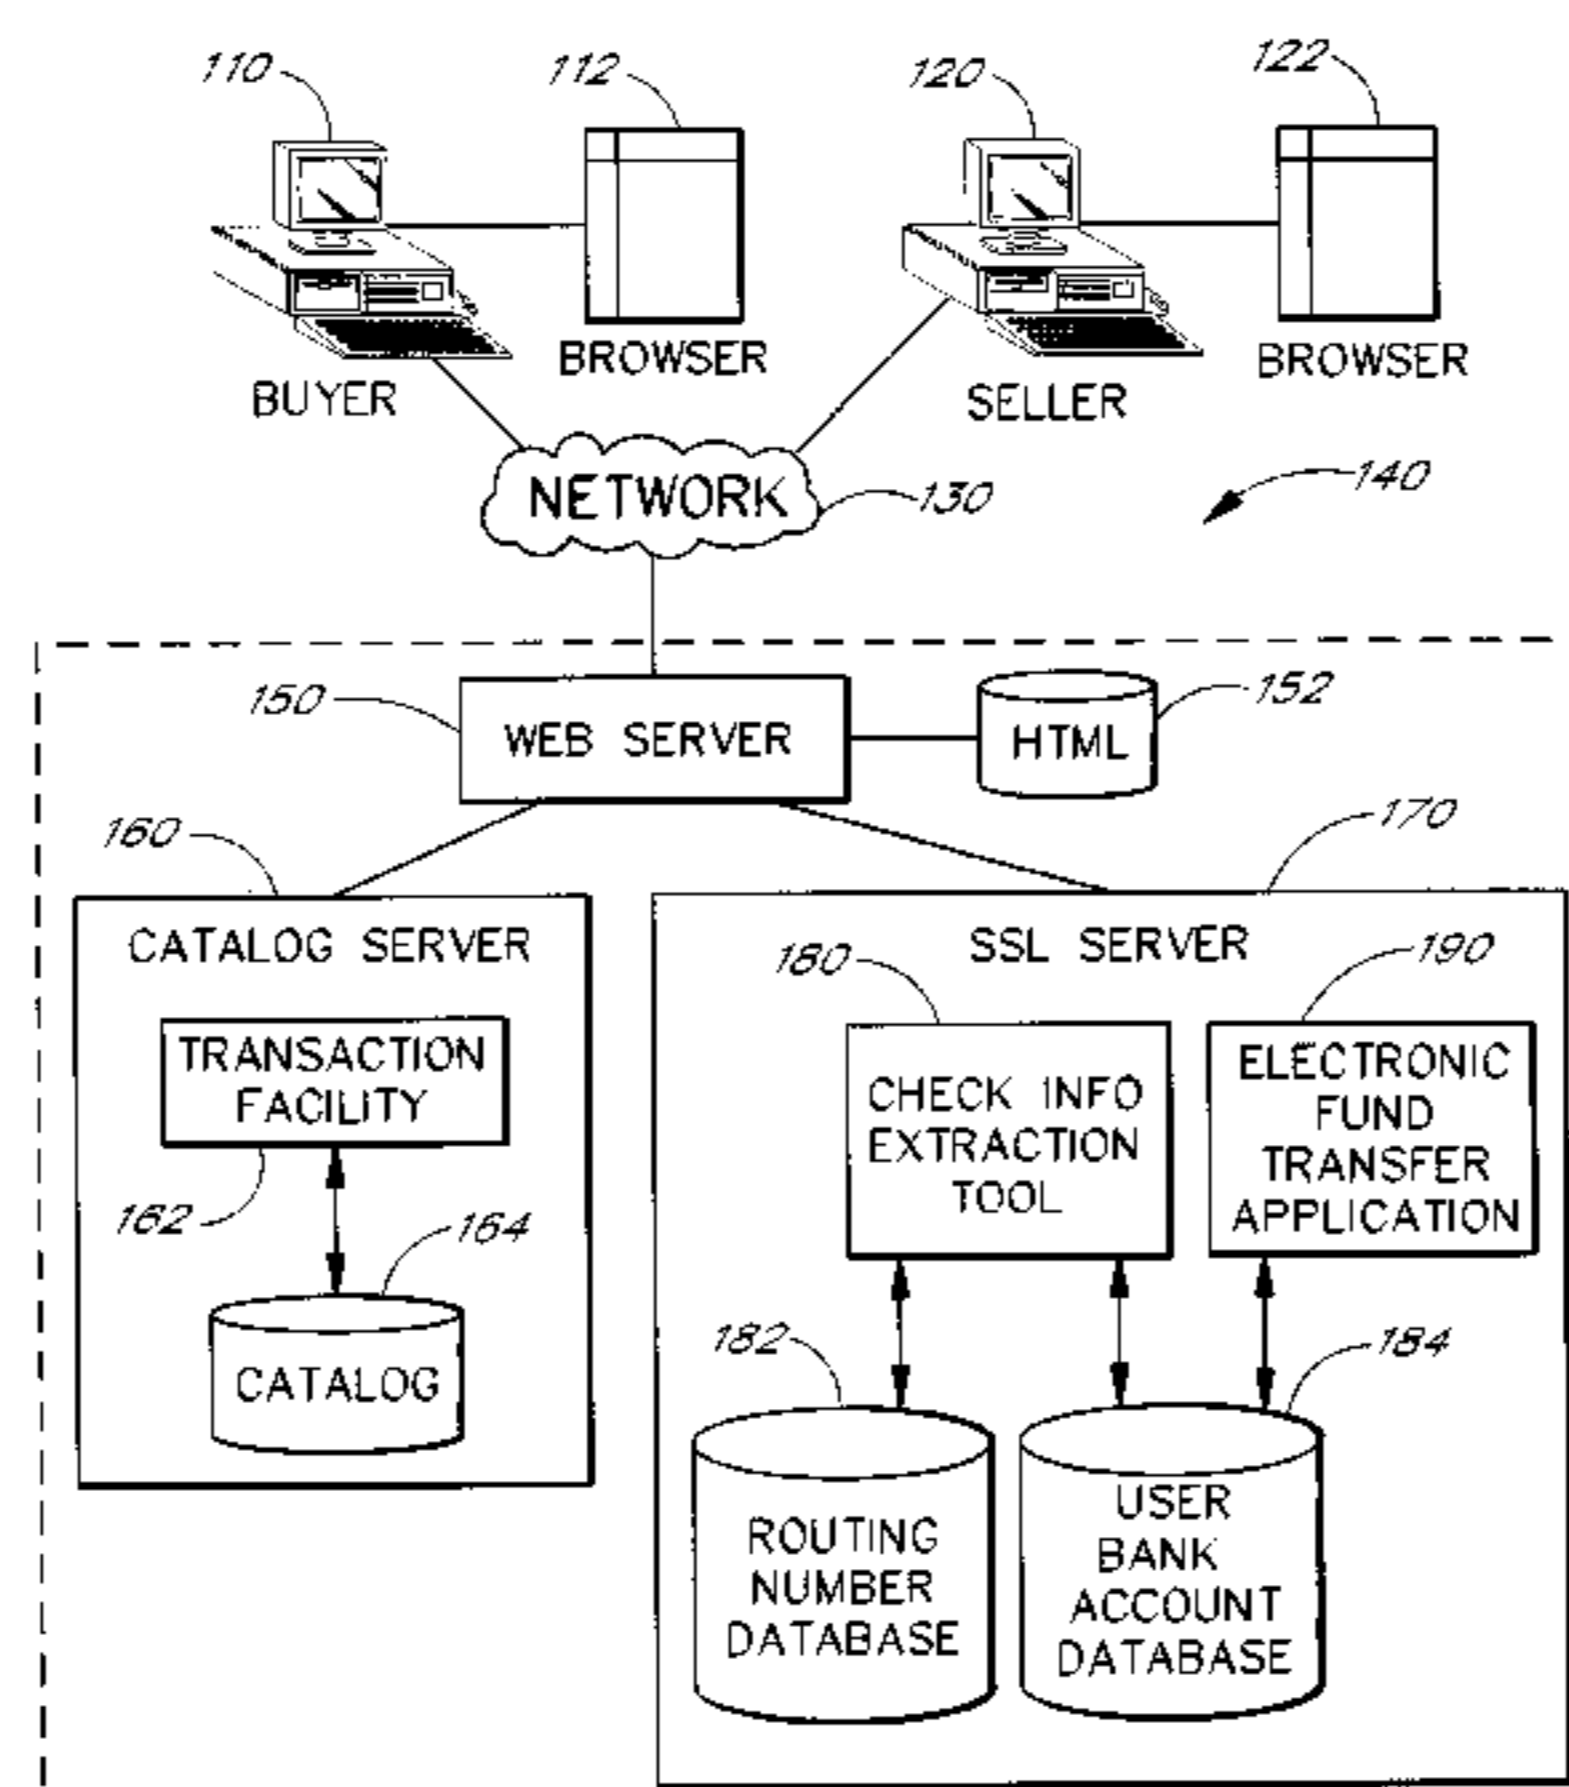 110
112
120
122
BROWSER
BUYER
BROWSER
SELLER
NETWORK
130
140
150
WEB SERVER
HTML
152
160
170
CATALOG SERVER
SSL SERVER
180
190
TRANSACTION
FACILITY
162
164
CATALOG
CHECK INFO
EXTRACTION
TOOL
ELECTRONIC
FUND
TRANSFER
APPLICATION
182
184
ROUTING
NUMBER
DATABASE
USER
BANK
ACCOUNT
DATABASE